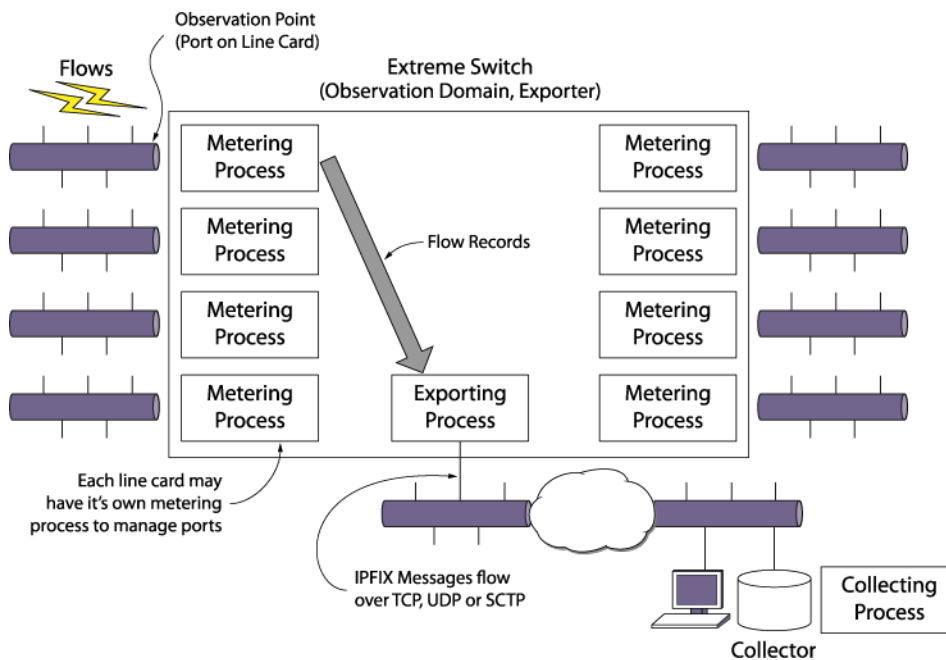 Observation Point
(Port on Line Card)
Flows
Extreme Switch
(Observation Domain, Exporter)
Metering
Process
Metering
Process
Metering
Process
Metering
Process
Flow Records
Metering
Process
Metering
Process
Metering
Process
Exporting
Process
Metering
Process
Each line card may
have it's own metering
process to manage ports
IPFIX Messages flow
over TCP, UDP or SCTP
Collecting
Process
Collector